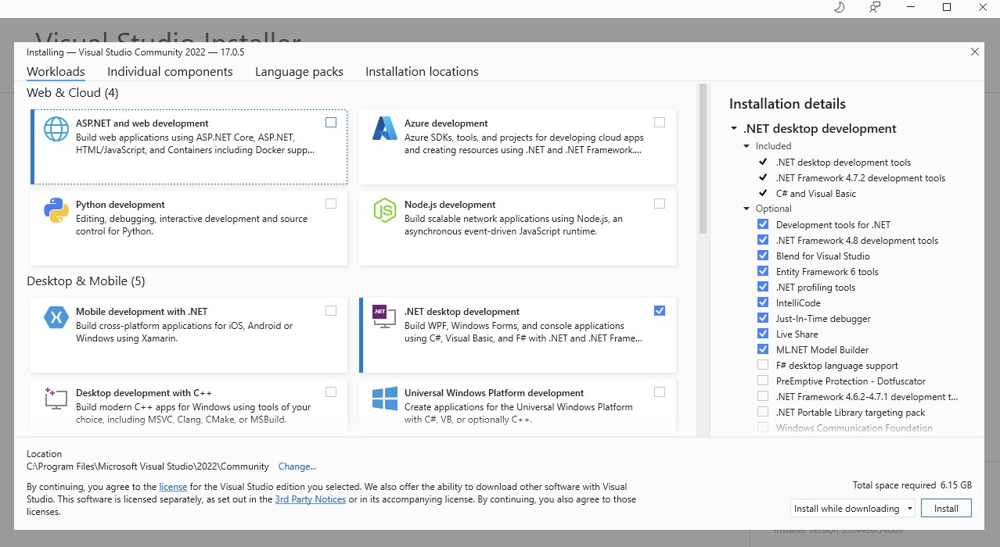 Visual Studio Installer
Installing — Visual Studio Community 2022 — 17.0.5
Workloads Individual components Language packs Installation locations
Web & Cloud (4)
ASP.NET and web development
Build web applications using ASP.NET Core, ASP.NET,
HTML/JavaScript, and Containers including Docker supp...
Azure development
Azure SDKs, tools, and projects for developing cloud apps
and creating resources using .NET and .NET Framework....
Python development
Editing, debugging, interactive development and source
control for Python.
Node.js development
Build scalable network applications using Node.js, an
asynchronous event-driven JavaScript runtime.
Desktop & Mobile (5)
Mobile development with .NET
Build cross-platform applications for iOS, Android or
Windows using Xamarin.
.NET
.NET desktop development
Build WPF, Windows Forms, and console applications
using C#, Visual Basic, and F# with .NET and .NET Frame...
Desktop development with C++
Build modern C++ apps for Windows using tools of your
choice, including MSVC, Clang, CMake, or MSBuild.
Universal Windows Platform development
Create applications for the Universal Windows Platform
with C#, VB, or optionally C++.
Installation details
.NET desktop development
Included
.NET desktop development tools
.NET Framework 4.7.2 development tools
C# and Visual Basic
Optional
Development tools for .NET
.NET Framework 4.8 development tools
Blend for Visual Studio
Entity Framework 6 tools
.NET profiling tools
IntelliCode
Just-In-Time debugger
Live Share
ML.NET Model Builder
F# desktop language support
PreEmptive Protection - Dotfuscator
.NET Framework 4.6.2-4.7.1 development t...
.NET Portable Library targeting pack
Windows Communication Foundation
Location
C:\Program Files\Microsoft Visual Studio\2022\Community Change...
By continuing, you agree to the license for the Visual Studio edition you selected. We also offer the ability to download other software with Visual
Studio. This software is licensed separately, as set out in the 3rd Party Notices or in its accompanying license. By continuing, you also agree to those
licenses.
Total space required 6.15 GB
Install while downloading Install